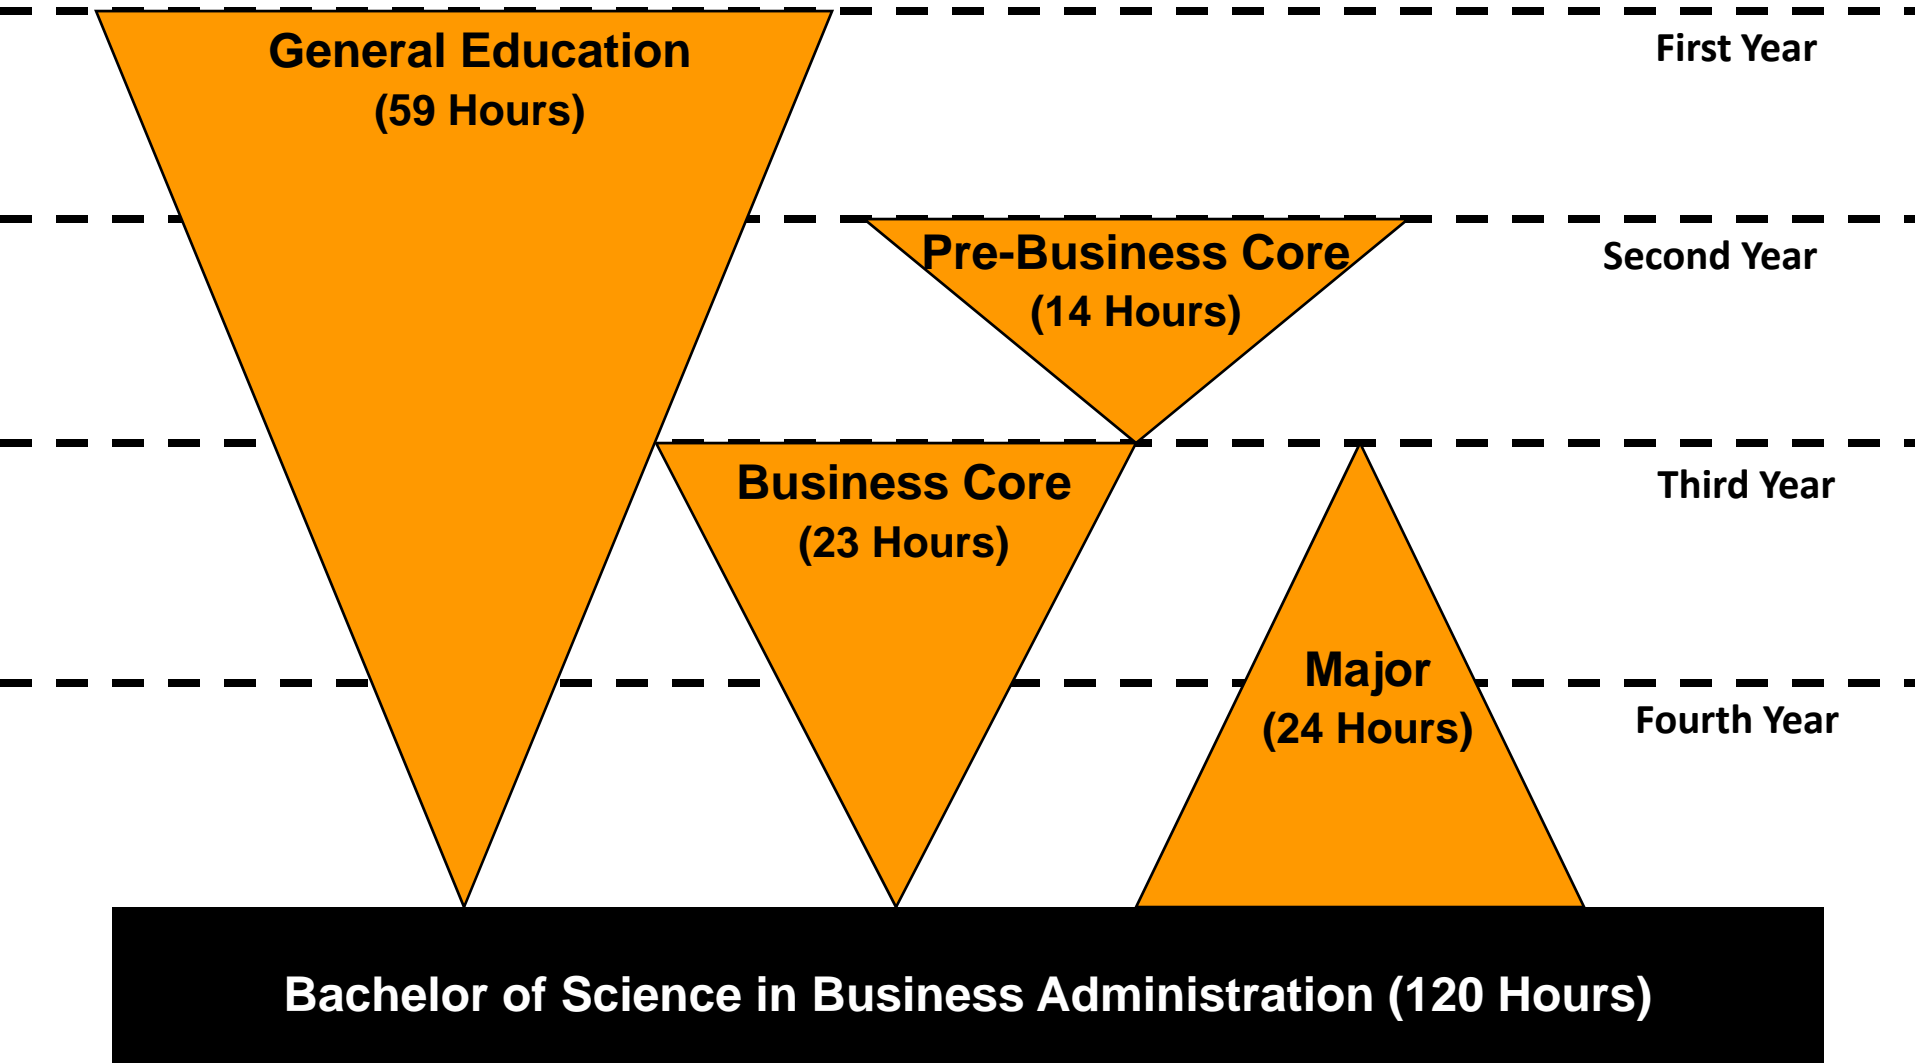 General Education
(59 Hours)
First Year
Pre-Business Core
(14 Hours)
Second Year
Business Core
(23 Hours)
Third Year
Major
(24 Hours)
Fourth Year
Bachelor of Science in Business Administration (120 Hours)